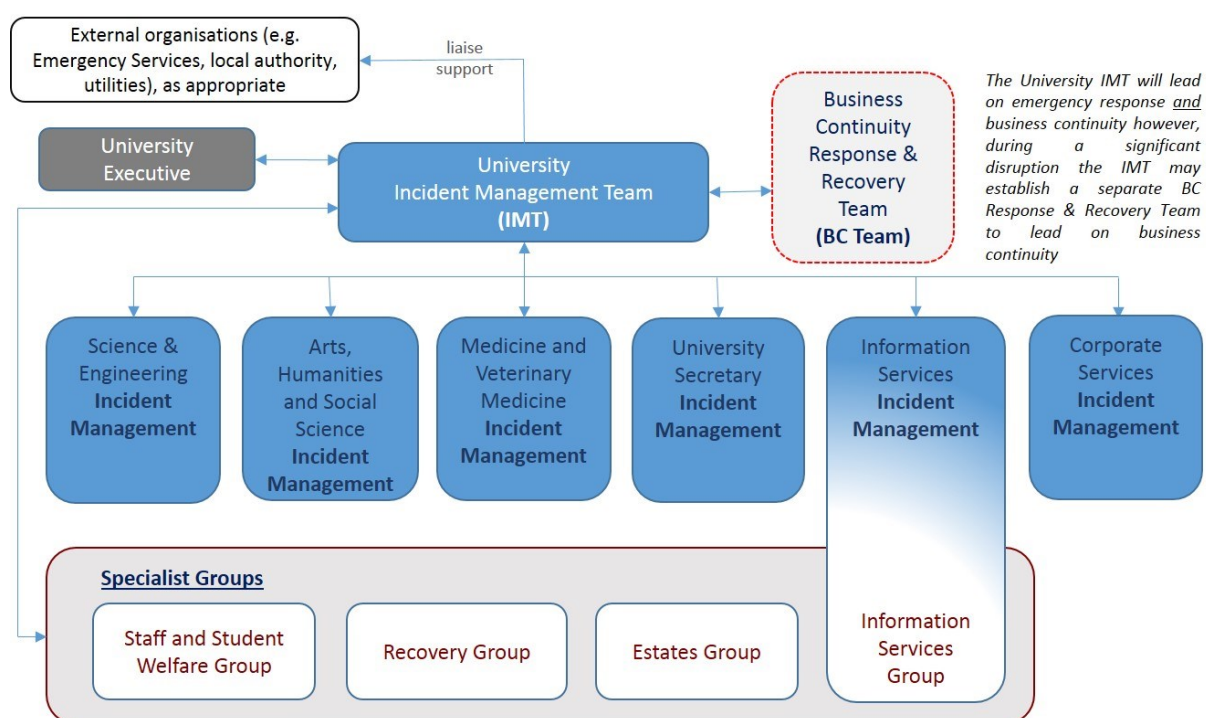 External organisations (e.g.
Emergency Services, local authority,
utilities), as appropriate
liaise
support
University
Executive
University
Incident Management Team
(IMT)
Business
Continuity
Response &
Recovery
Team
(BC Team)
The University IMT will lead
on emergency response and
business continuity however,
during a significant
disruption the IMT may
establish a separate BC
Response & Recovery Team
to lead on business
continuity
Science &
Engineering
Incident
Management
Arts,
Humanities
and Social
Science
Incident
Management
Medicine and
Veterinary
Medicine
Incident
Management
University
Secretary
Incident
Management
Information
Services
Incident
Management
Corporate
Services
Incident
Management
Specialist Groups
Staff and Student
Welfare Group
Recovery Group
Estates Group
Information
Services
Group